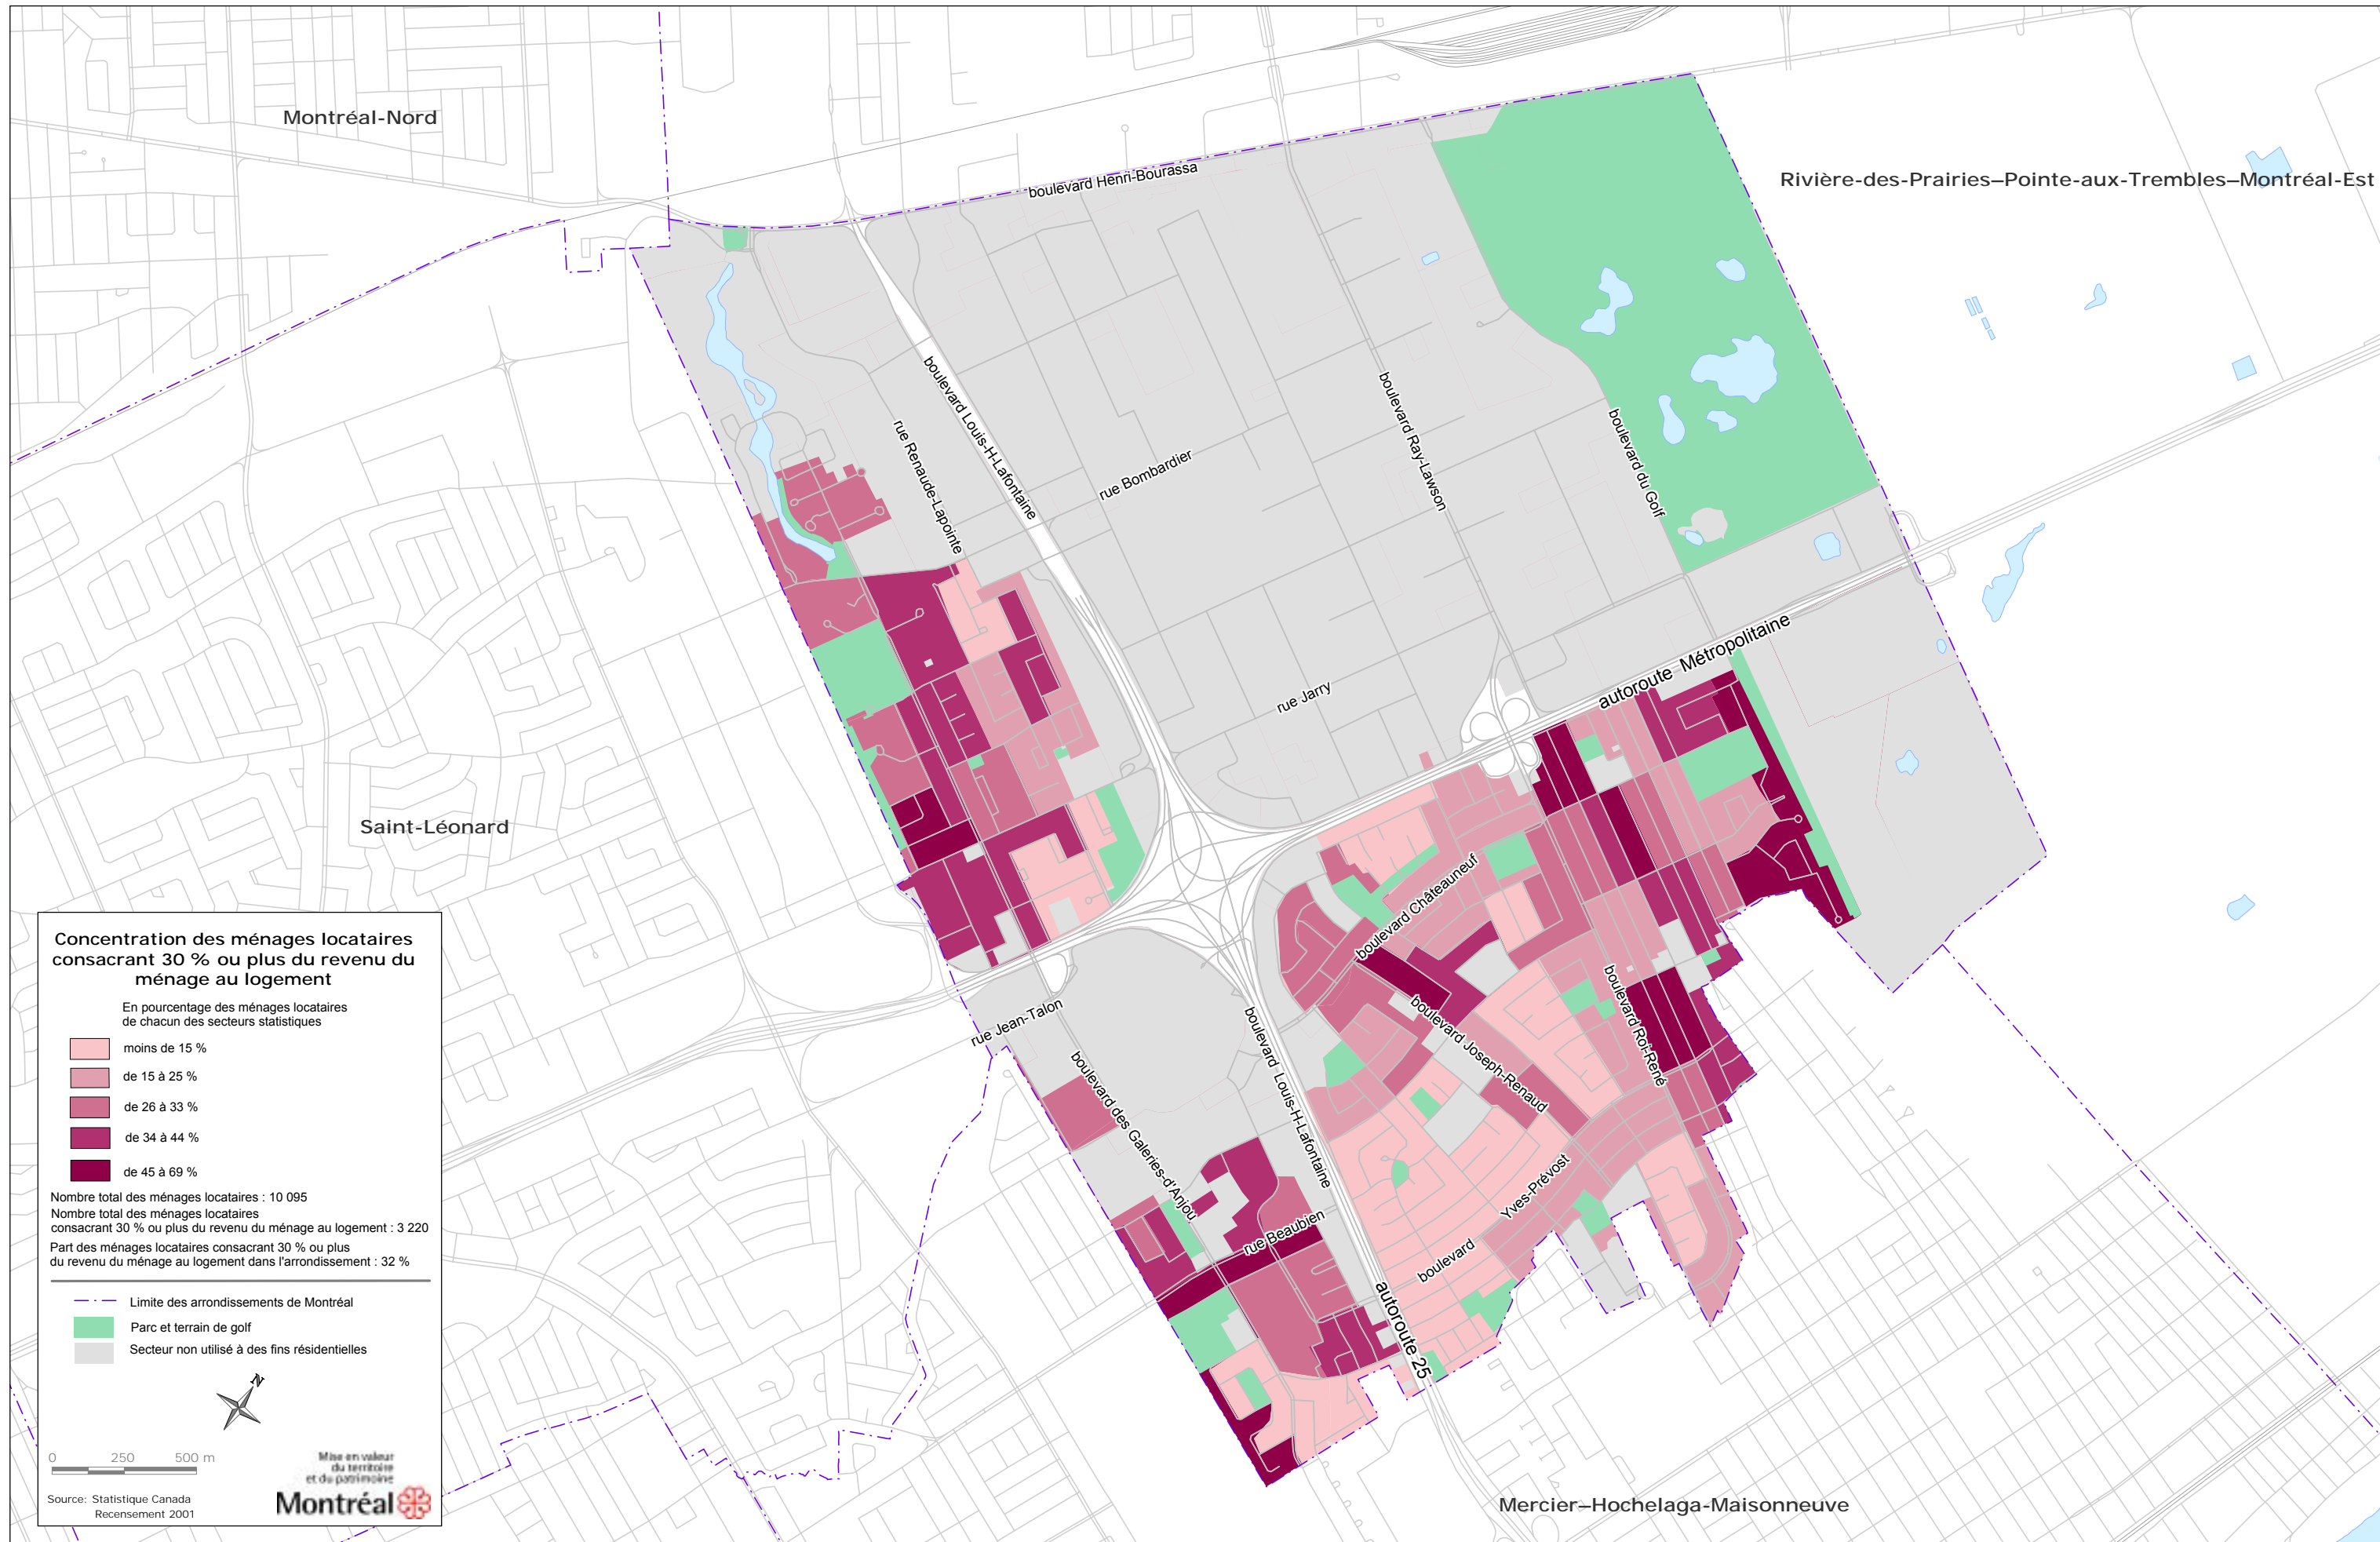 Montréal-Nord
Rivière-des-Prairies–Pointe-aux-Trembles–Montréal-Est
boulevard Henri-Bourassa
boulevard Louis-H-Lafontaine
rue Renaude-Lapointe
rue Bombardier
boulevard Ray-Lawson
boulevard du Golf
rue Jarry
autoroute Métropolitaine
Saint-Léonard
boulevard Châteauneuf
boulevard Joseph-Renaud
boulevard Roi-René
rue Jean-Talon
boulevard des Galeries-d'Anjou
boulevard Louis-H-Lafontaine
rue Beaubien
boulevard
Yves-Prévost
autoroute 25
Mercier–Hochelaga-Maisonneuve
Concentration des ménages locataires
consacrant 30 % ou plus du revenu du
ménage au logement
En pourcentage des ménages locataires
de chacun des secteurs statistiques
moins de 15 %
de 15 à 25 %
de 26 à 33 %
de 34 à 44 %
de 45 à 69 %
Nombre total des ménages locataires : 10 095
Nombre total des ménages locataires
consacrant 30 % ou plus du revenu du ménage au logement : 3 220
Part des ménages locataires consacrant 30 % ou plus
du revenu du ménage au logement dans l'arrondissement : 32 %
Limite des arrondissements de Montréal
Parc et terrain de golf
Secteur non utilisé à des fins résidentielles
N
0 250 500 m
Mise en valeur
du territoire
et du patrimoine
Montréal
Source: Statistique Canada
Recensement 2001